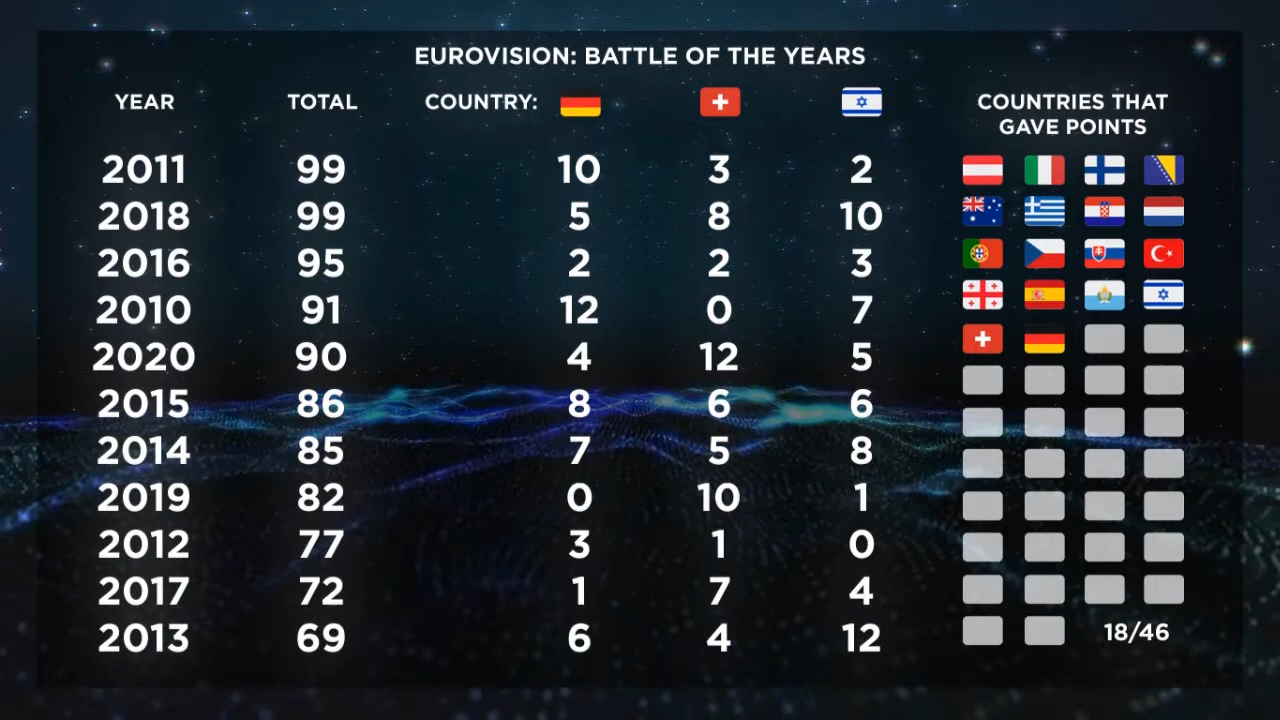 EUROVISION: BATTLE OF THE YEARS
YEAR TOTAL COUNTRY: COUNTRIES THAT
GAVE POINTS
2011 99 10 3 2
2018 99 5 8 10
2016 95 2 2 3
2010 91 12 0 7
2020 90 4 12 5
2015 86 8 6 6
2014 85 7 5 8
2019 82 0 10 1
2012 77 3 1 0
2017 72 1 7 4
2013 69 6 4 12
18/46